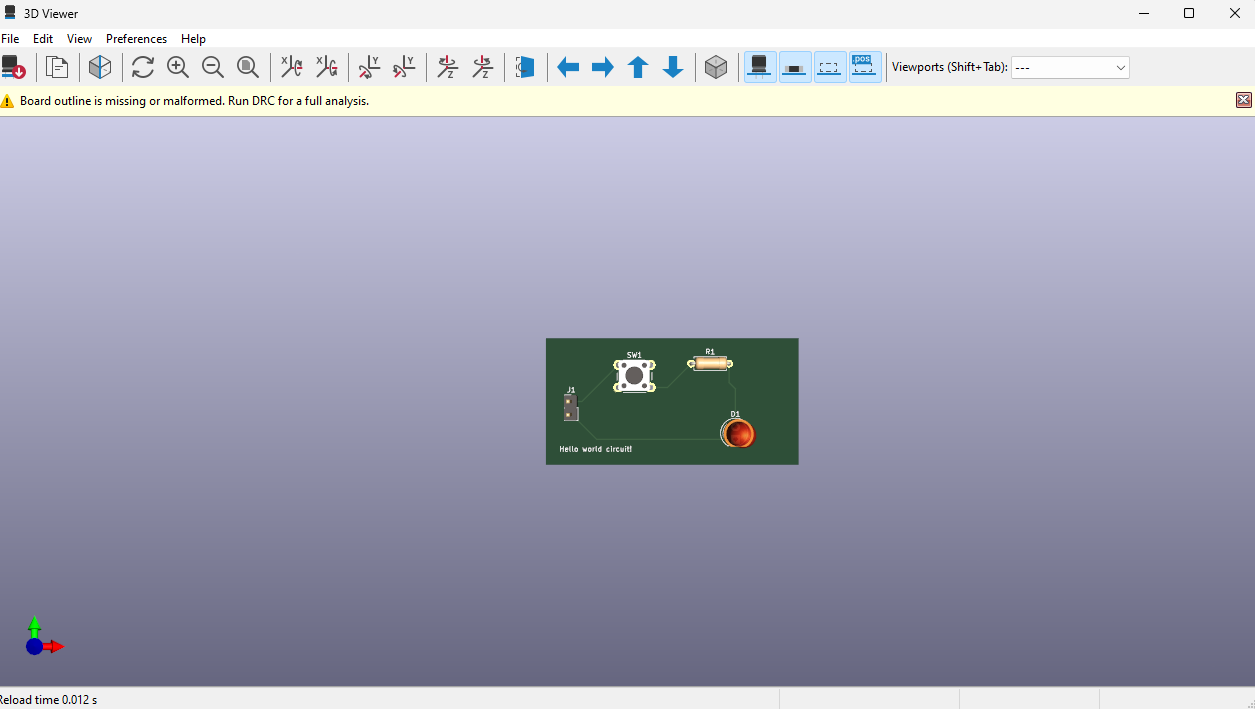 3D Viewer
File Edit View Preferences Help
X X Y Y Z Z pos Viewports (Shift+Tab): ---
Board outline is missing or malformed. Run DRC for a full analysis.
SW1 R1
J1
D1
Hello world circuit!
Reload time 0.012 s